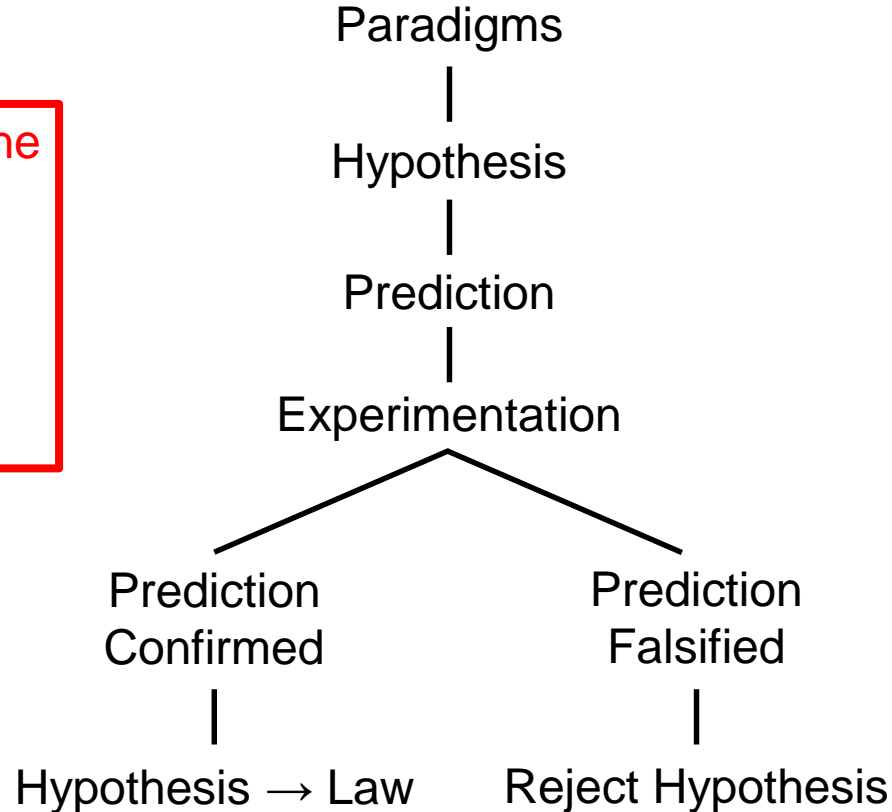 Paradigms
Hypothesis
Prediction
Experimentation
Prediction
Confirmed
Prediction
Falsified
Hypothesis → Law
Reject Hypothesis